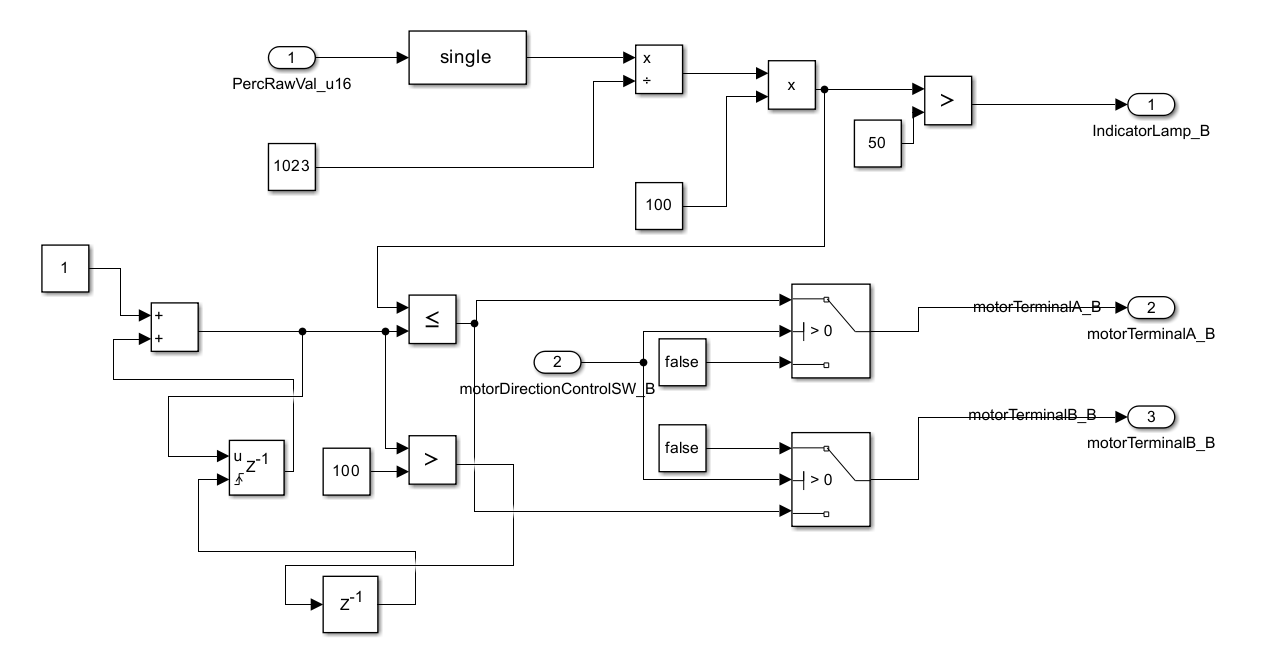 1
PercRawVal_u16
single
x
÷
x
>
1
IndicatorLamp_B
50
1023
100
1
+
+
≤
2
motorDirectionControlSW_B
false
> 0
motorTerminalA_B
2
motorTerminalA_B
false
> 0
motorTerminalB_B
3
motorTerminalB_B
u
Z-1
100
>
Z-1